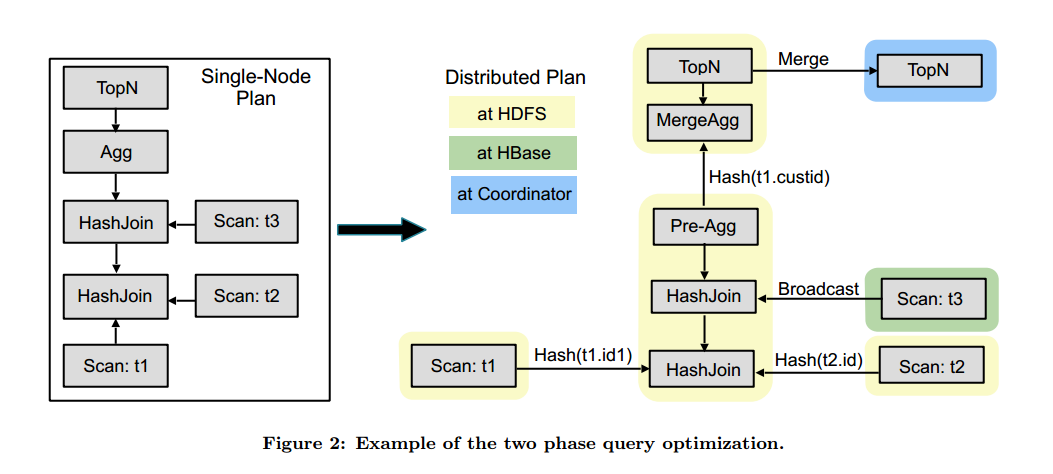 Single-Node
Plan
TopN
Agg
HashJoin
Scan: t3
HashJoin
Scan: t2
Scan: t1
Distributed Plan
at HDFS
at HBase
at Coordinator
TopN
Merge
TopN
MergeAgg
Hash(t1.custid)
Pre-Agg
HashJoin
Broadcast
Scan: t3
Scan: t1
Hash(t1.id1)
HashJoin
Hash(t2.id)
Scan: t2
Figure 2: Example of the two phase query optimization.